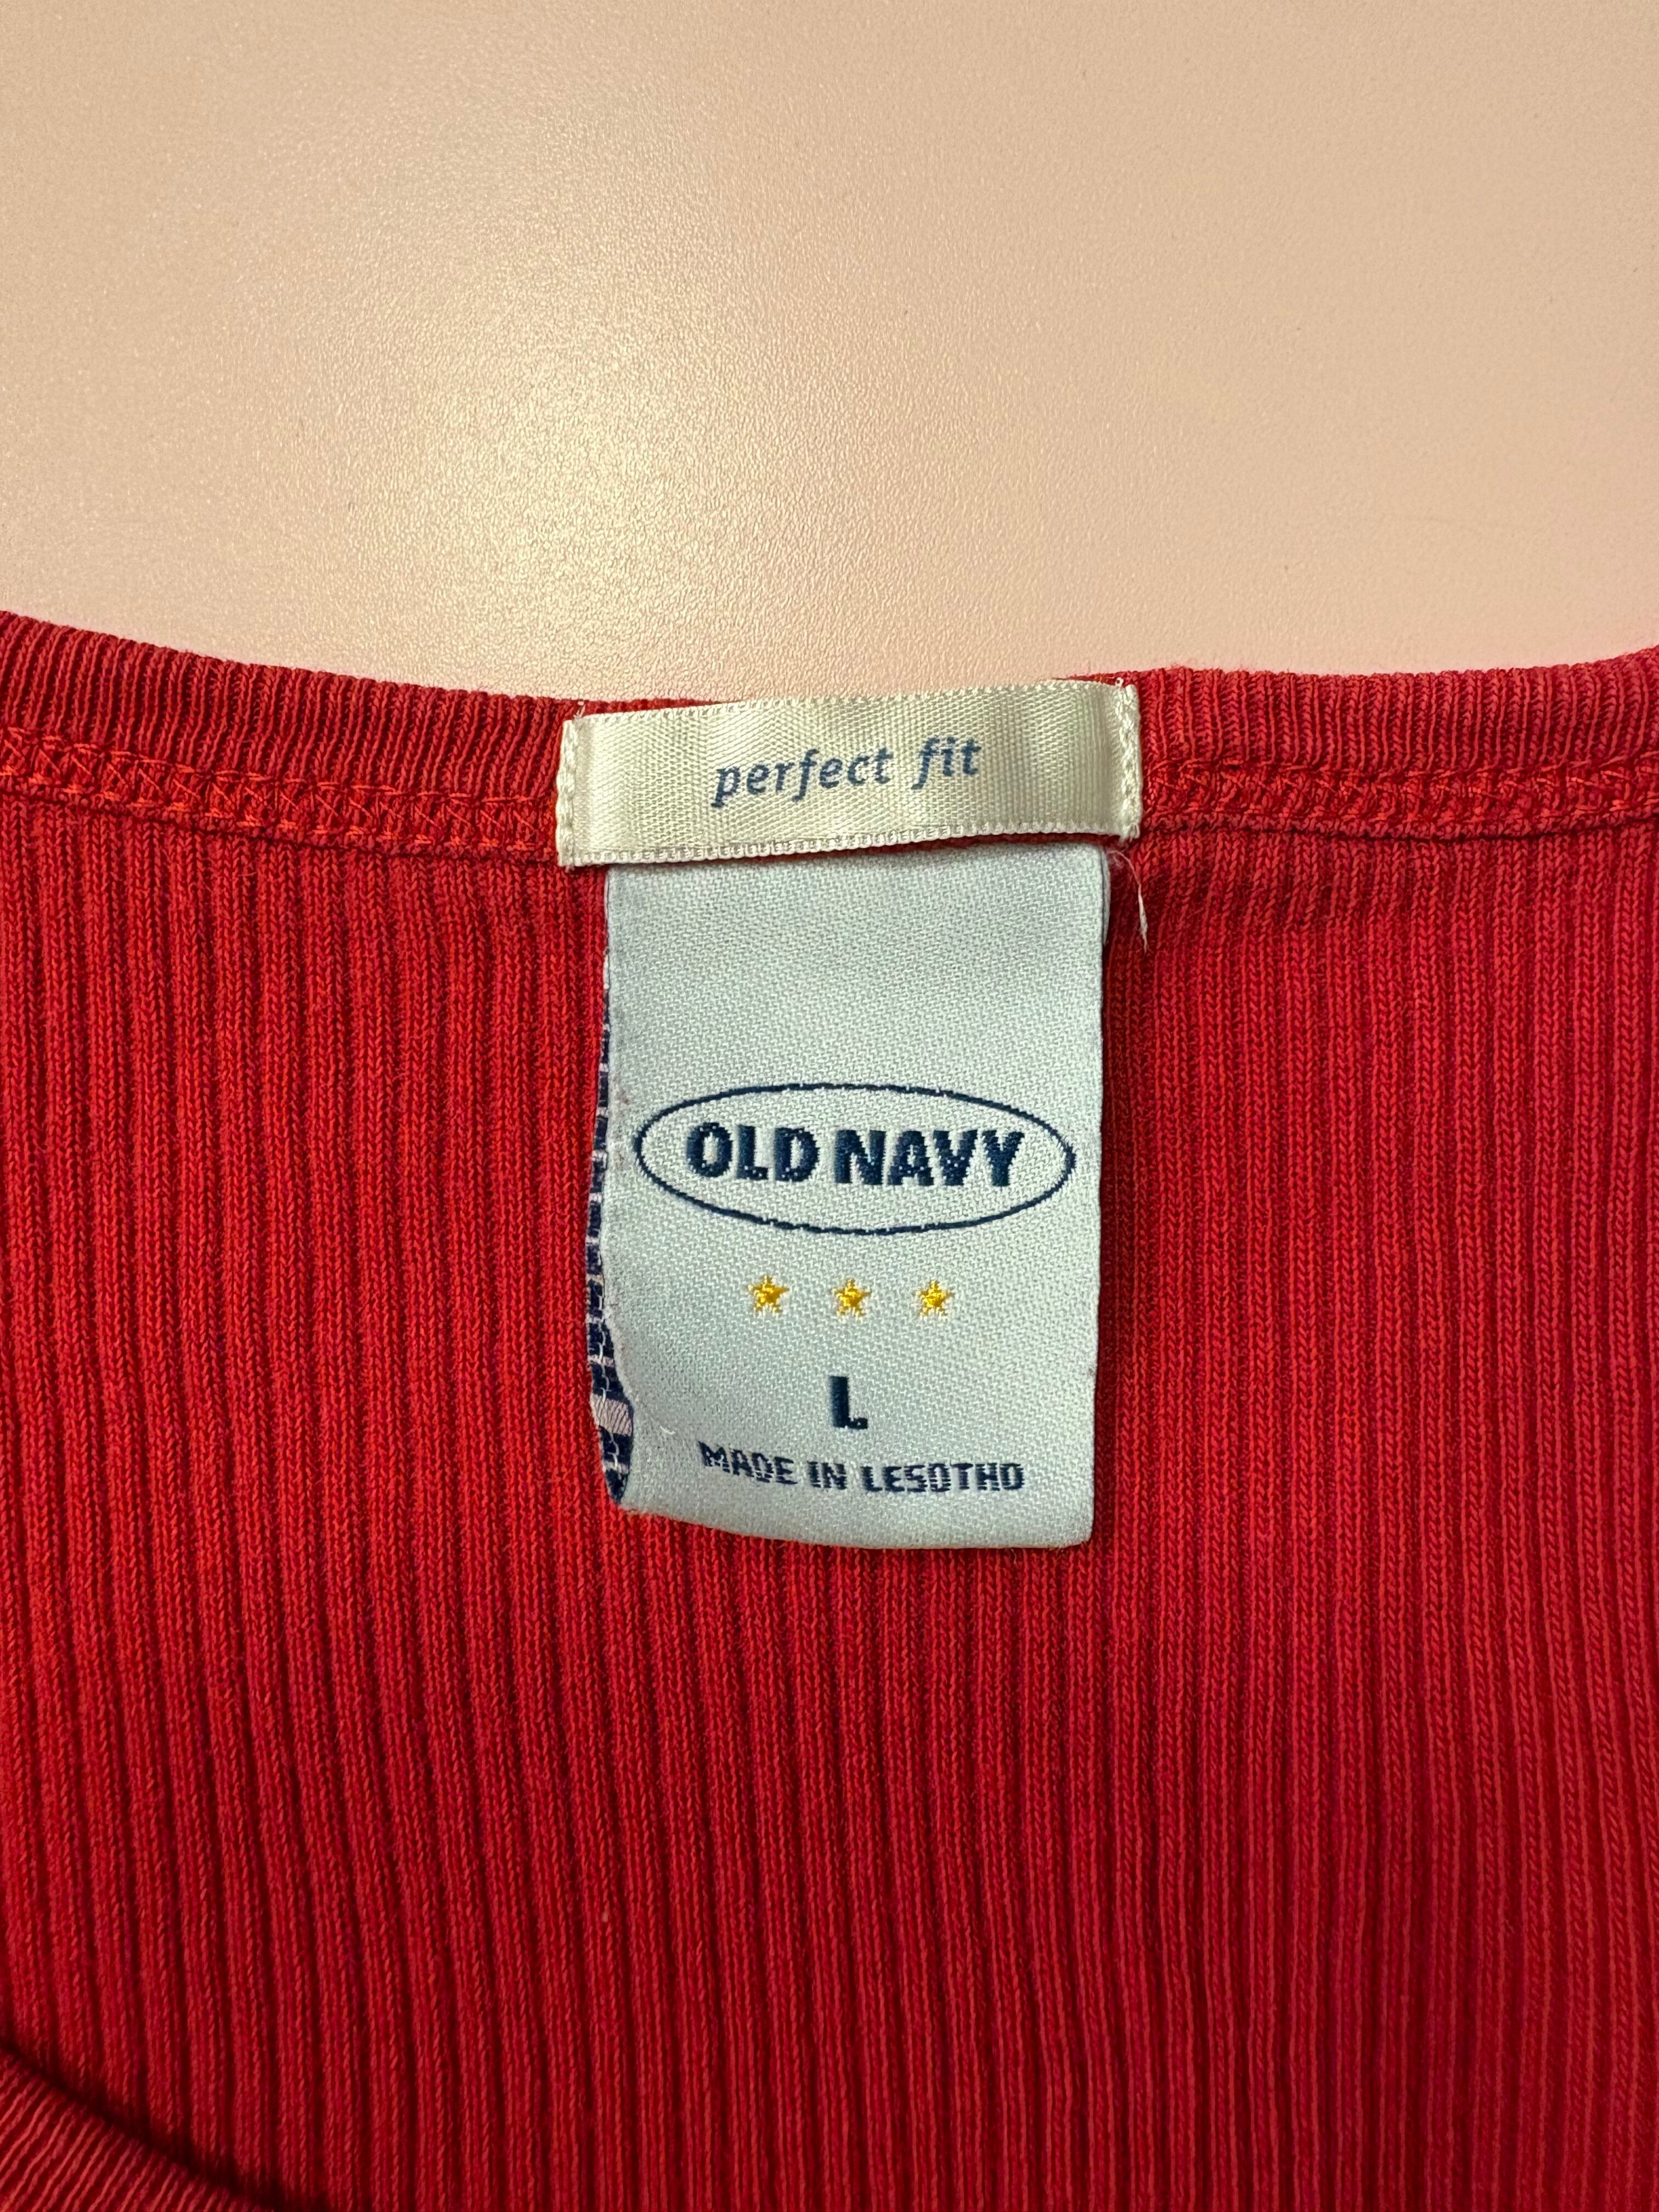 perfect fit
OLD NAVY
L
MADE IN LESOTHO